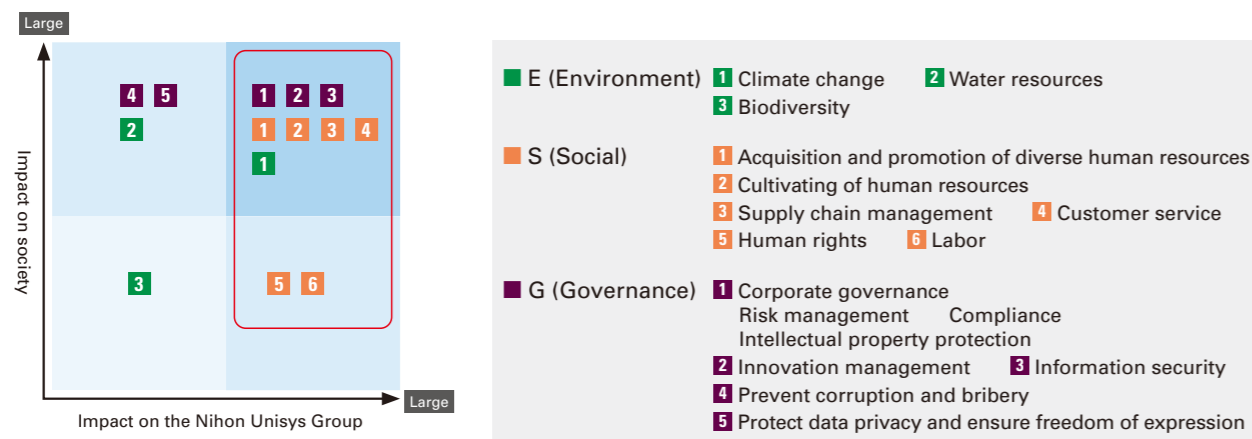 Large
4 5 1 2 3
2 1 2 3 4
1
3 5 6
Impact on society
Large
Impact on the Nihon Unisys Group
E (Environment) 1 Climate change 2 Water resources
3 Biodiversity
S (Social) 1 Acquisition and promotion of diverse human resources
2 Cultivating of human resources
3 Supply chain management 4 Customer service
5 Human rights 6 Labor
G (Governance) 1 Corporate governance
Risk management Compliance
Intellectual property protection
2 Innovation management 3 Information security
4 Prevent corruption and bribery
5 Protect data privacy and ensure freedom of expression